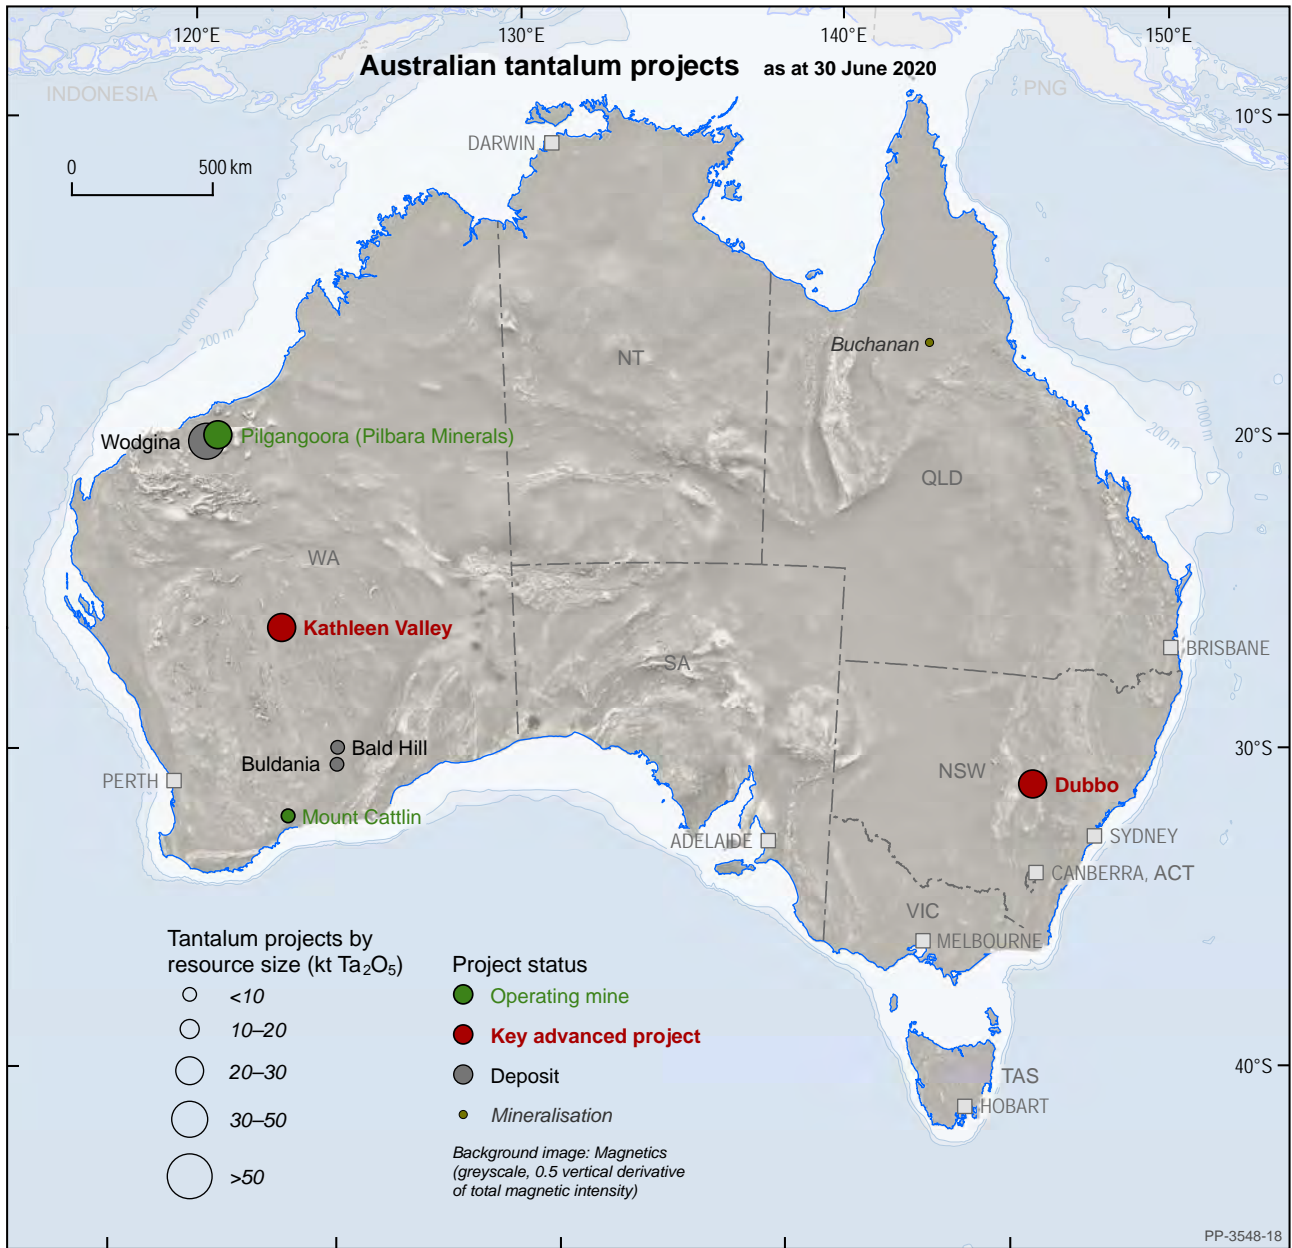 120°E
130°E
140°E
150°E
Australian tantalum projects as at 30 June 2020
INDONESIA
PNG
10°S
DARWIN
0 500 km
1000 m
200 m
Buchanan
NT
Wodgina
Pilgangoora (Pilbara Minerals)
1000 m
200 m
20°S
QLD
WA
Kathleen Valley
SA
BRISBANE
Bald Hill
Buldania
30°S
PERTH
NSW
Dubbo
Mount Cattlin
ADELAIDE
SYDNEY
CANBERRA, ACT
VIC
MELBOURNE
Tantalum projects by
resource size (kt Ta₂O₅)
<10
10–20
20–30
30–50
>50
Project status
Operating mine
Key advanced project
Deposit
Mineralisation
Background image: Magnetics
(greyscale, 0.5 vertical derivative
of total magnetic intensity)
40°S
TAS
HOBART
PP-3548-18